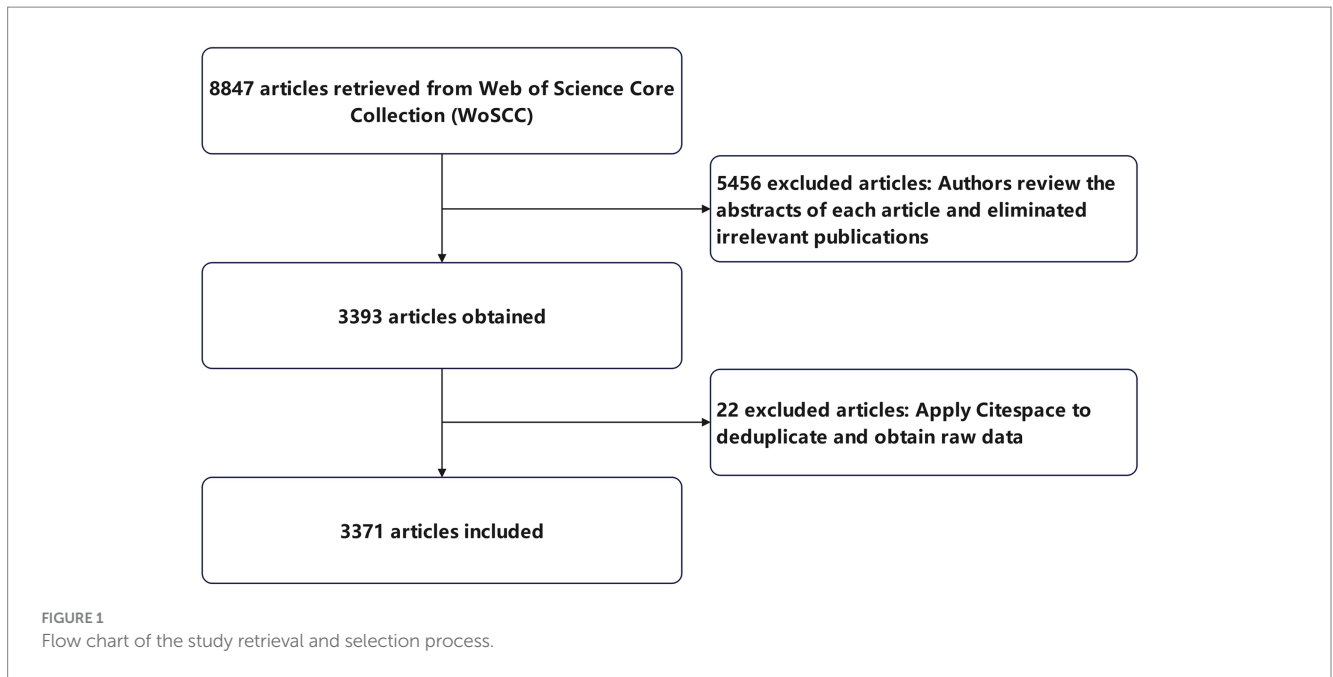 8847 articles retrieved from Web of Science Core
Collection (WoSCC)
5456 excluded articles: Authors review the
abstracts of each article and eliminated
irrelevant publications
3393 articles obtained
22 excluded articles: Apply Citespace to
deduplicate and obtain raw data
3371 articles included
FIGURE 1
Flow chart of the study retrieval and selection process.